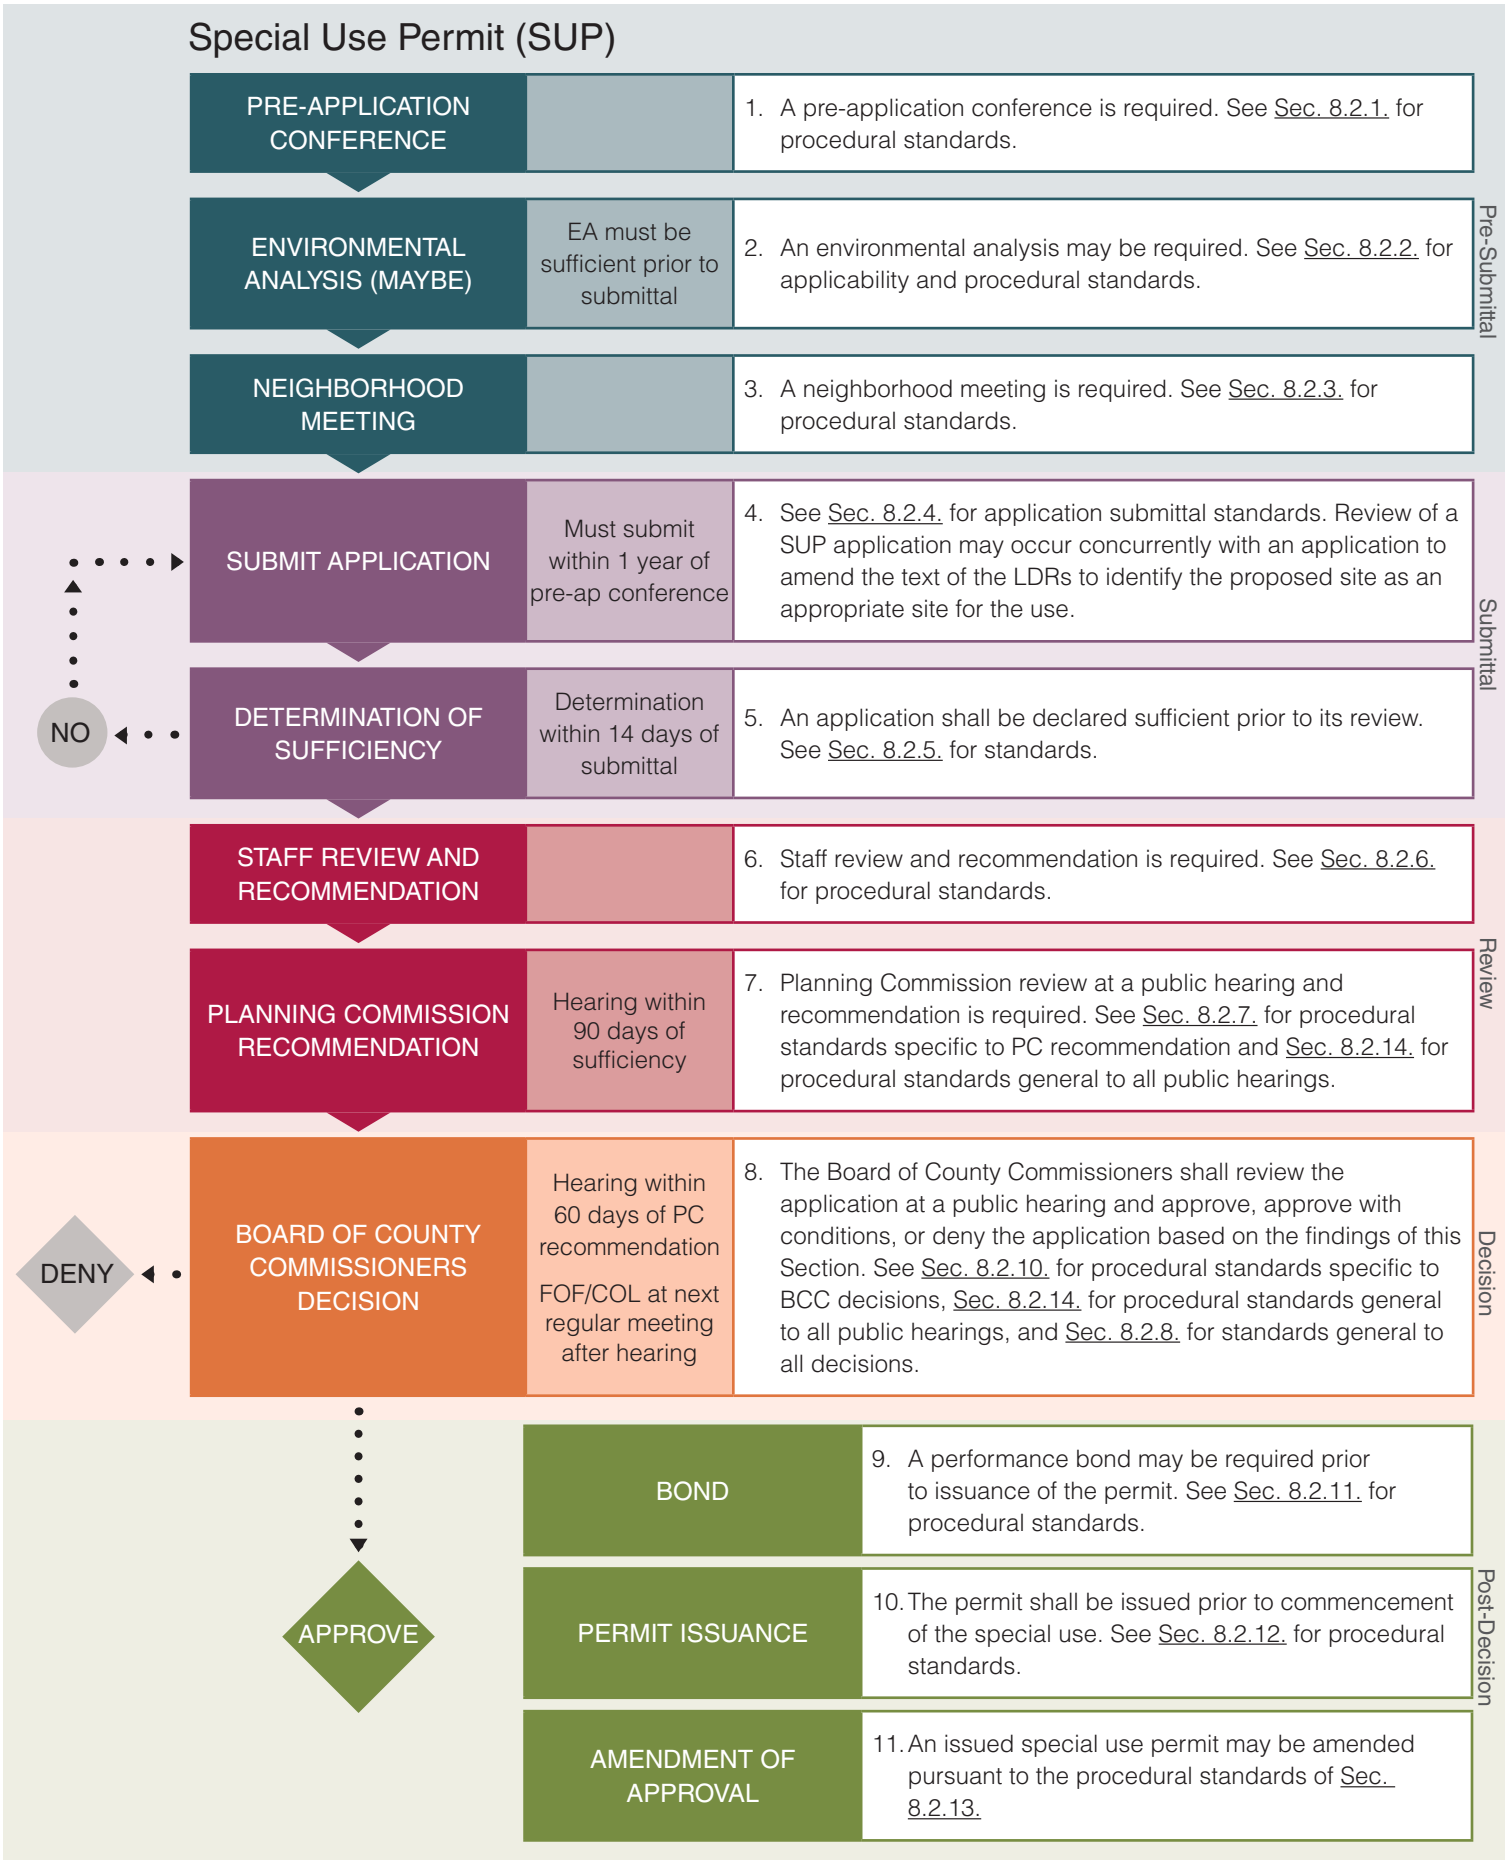 Special Use Permit (SUP)
PRE-APPLICATION
CONFERENCE
1. A pre-application conference is required. See Sec. 8.2.1. for
procedural standards.
ENVIRONMENTAL
ANALYSIS (MAYBE)
EA must be
sufficient prior to
submittal
2. An environmental analysis may be required. See Sec. 8.2.2. for
applicability and procedural standards.
NEIGHBORHOOD
MEETING
3. A neighborhood meeting is required. See Sec. 8.2.3. for
procedural standards.
Pre-Submittal
SUBMIT APPLICATION
Must submit
within 1 year of
pre-ap conference
4. See Sec. 8.2.4. for application submittal standards. Review of a
SUP application may occur concurrently with an application to
amend the text of the LDRs to identify the proposed site as an
appropriate site for the use.
NO
DETERMINATION OF
SUFFICIENCY
Determination
within 14 days of
submittal
5. An application shall be declared sufficient prior to its review.
See Sec. 8.2.5. for standards.
Submittal
STAFF REVIEW AND
RECOMMENDATION
6. Staff review and recommendation is required. See Sec. 8.2.6.
for procedural standards.
PLANNING COMMISSION
RECOMMENDATION
Hearing within
90 days of
sufficiency
7. Planning Commission review at a public hearing and
recommendation is required. See Sec. 8.2.7. for procedural
standards specific to PC recommendation and Sec. 8.2.14. for
procedural standards general to all public hearings.
Review
DENY
BOARD OF COUNTY
COMMISSIONERS
DECISION
Hearing within
60 days of PC
recommendation
FOF/COL at next
regular meeting
after hearing
8. The Board of County Commissioners shall review the
application at a public hearing and approve, approve with
conditions, or deny the application based on the findings of this
Section. See Sec. 8.2.10. for procedural standards specific to
BCC decisions, Sec. 8.2.14. for procedural standards general
to all public hearings, and Sec. 8.2.8. for standards general to
all decisions.
Decision
APPROVE
BOND
9. A performance bond may be required prior
to issuance of the permit. See Sec. 8.2.11. for
procedural standards.
PERMIT ISSUANCE
10. The permit shall be issued prior to commencement
of the special use. See Sec. 8.2.12. for procedural
standards.
AMENDMENT OF
APPROVAL
11. An issued special use permit may be amended
pursuant to the procedural standards of Sec.
8.2.13.
Post-Decision